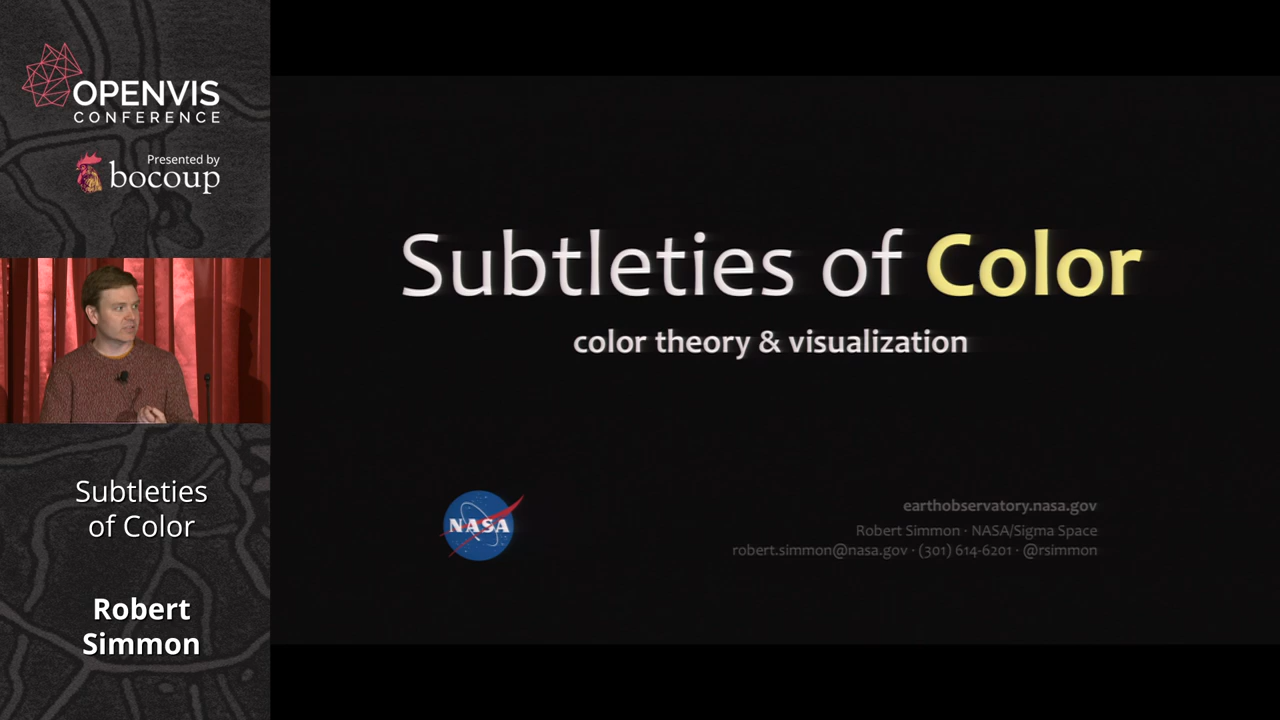 OPENVIS
CONFERENCE
Presented by
bocoup
Subtleties
of Color
Robert
Simmon
Subtleties of Color
color theory & visualization
NASA
earthobservatory.nasa.gov
Robert Simmon · NASA/Sigma Space
robert.simmon@nasa.gov · (301) 614-6201 · @rsimmon